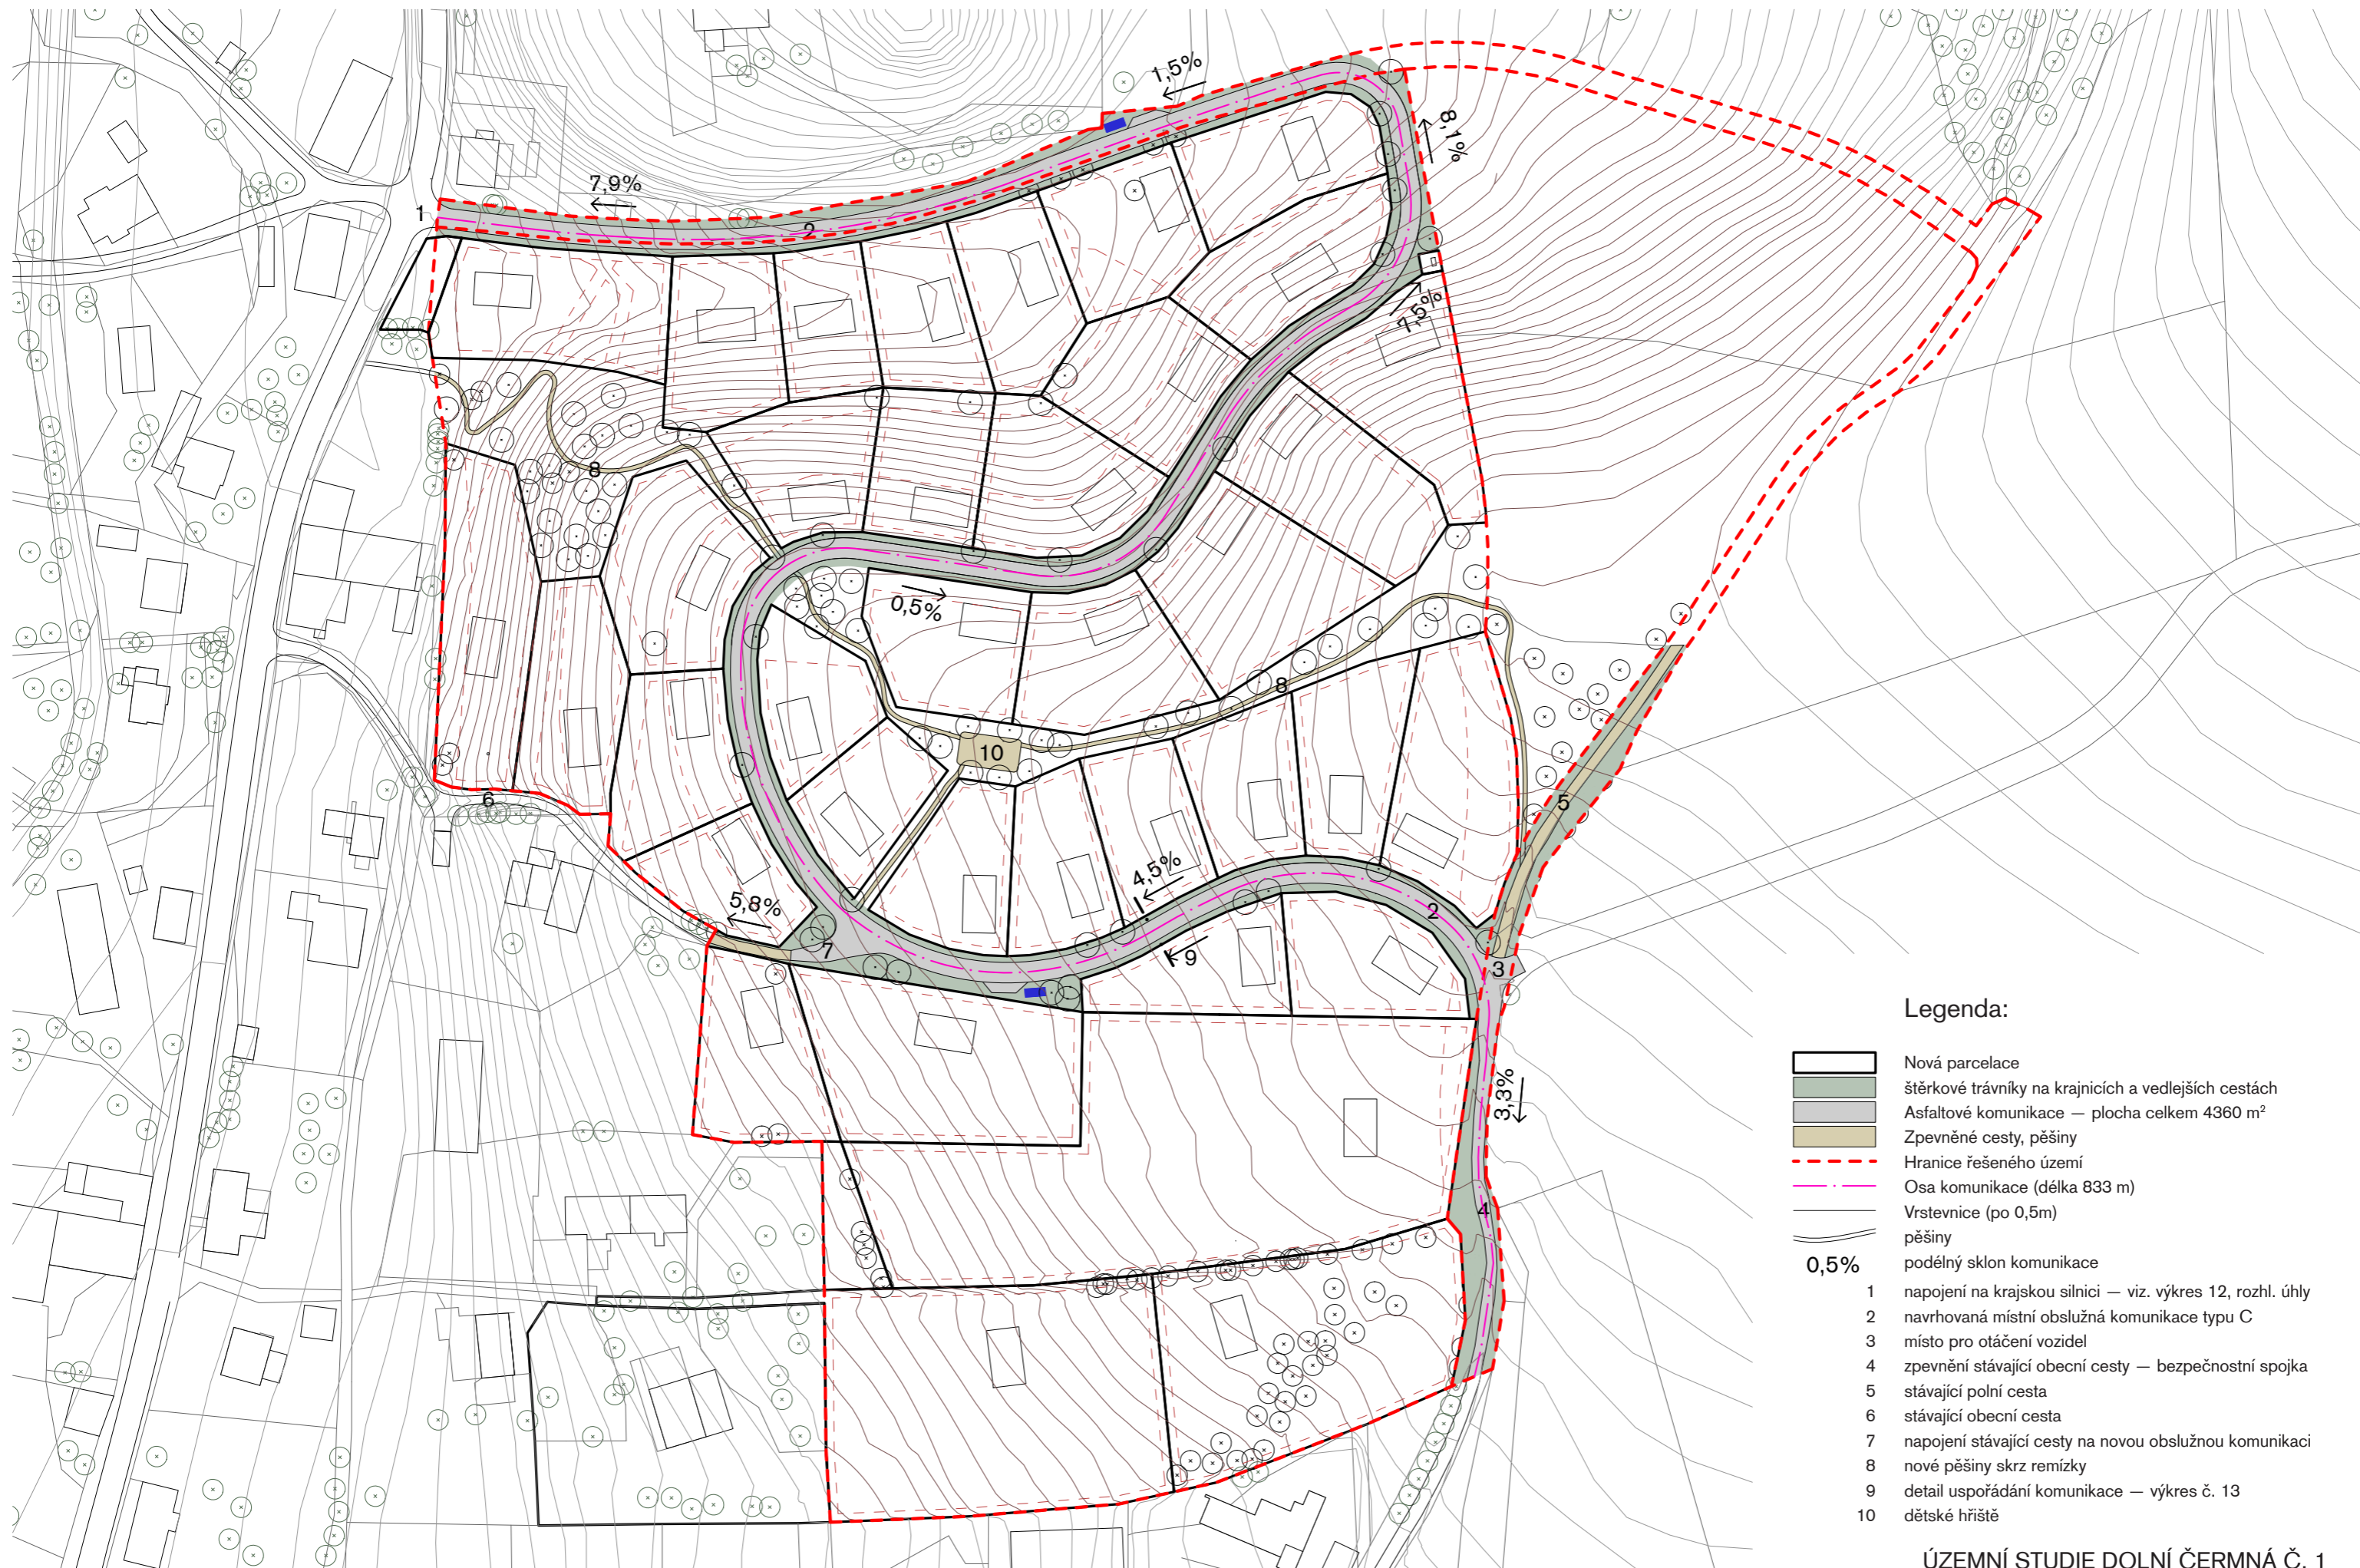 1,5%
8,1%
7,9%
1
2
7,5%
8
0,5%
8
10
5
6
4,5%
5,8%
2
7
9
3
3,3%
4
Legenda:
Nová parcelace
štěrkové trávníky na krajnicích a vedlejších cestách
Asfaltové komunikace — plocha celkem 4360 m²
Zpevněné cesty, pěšiny
Hranice řešeného území
Osa komunikace (délka 833 m)
Vrstevnice (po 0,5m)
pěšiny
0,5% podélný sklon komunikace
1 napojení na krajskou silnici — viz. výkres 12, rozhl. úhly
2 navrhovaná místní obslužná komunikace typu C
3 místo pro otáčení vozidel
4 zpevnění stávající obecní cesty — bezpečnostní spojka
5 stávající polní cesta
6 stávající obecní cesta
7 napojení stávající cesty na novou obslužnou komunikaci
8 nové pěšiny skrz remízky
9 detail uspořádání komunikace — výkres č. 13
10 dětské hřiště
ÚZEMNÍ STUDIE DOLNÍ ČERMNÁ Č. 1